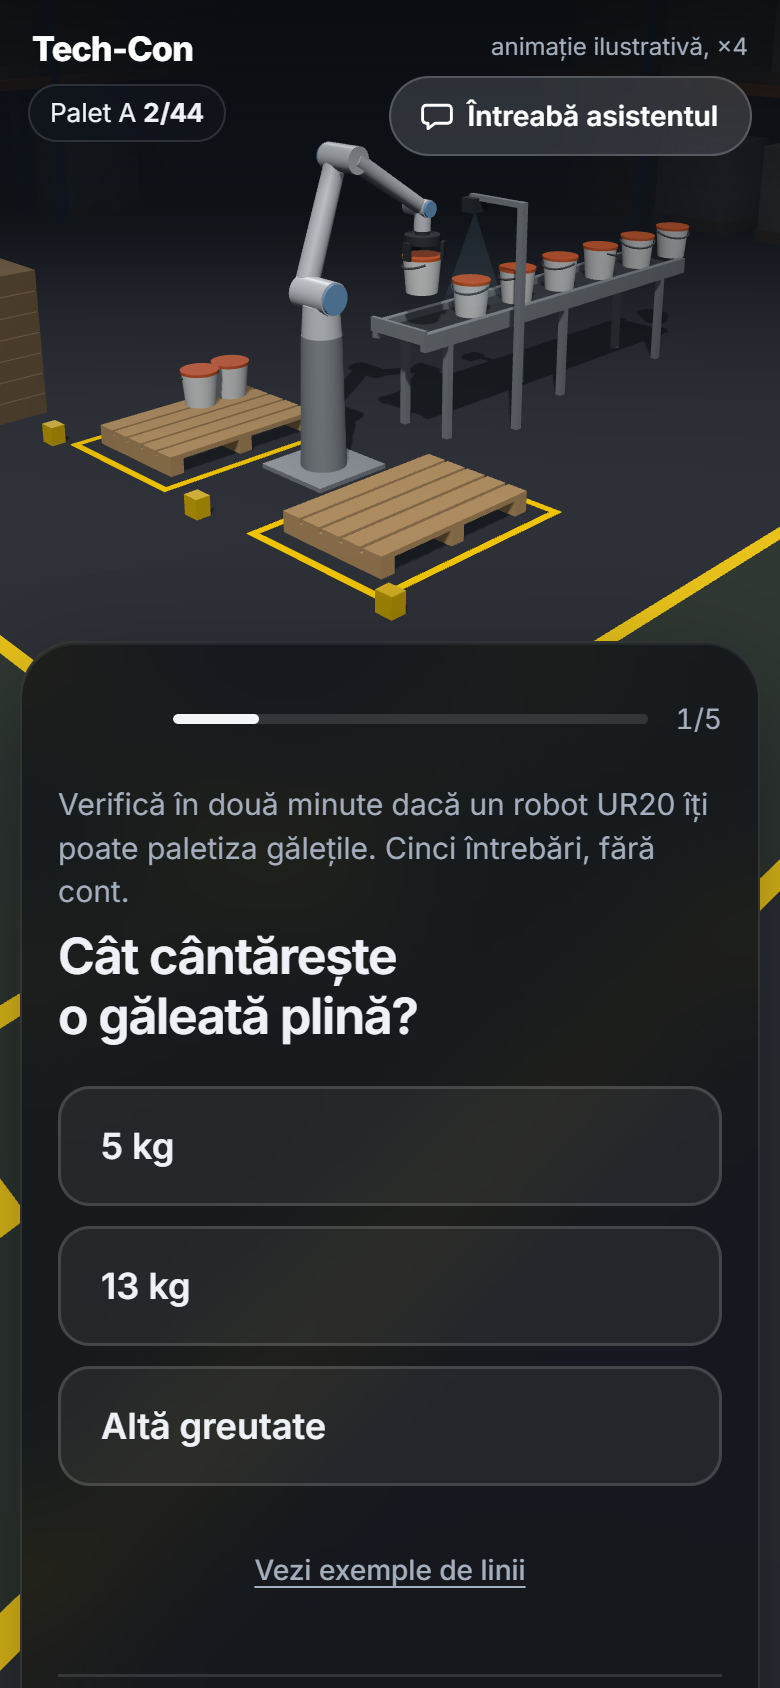 Tech-Con
animație ilustrativă, ×4
Palet A 2/44
Întreabă asistentul
1/5
Verifică în două minute dacă un robot UR20 îți
poate paletiza gălețile. Cinci întrebări, fără
cont.
Cât cântărește
o găleată plină?
5 kg
13 kg
Altă greutate
Vezi exemple de linii